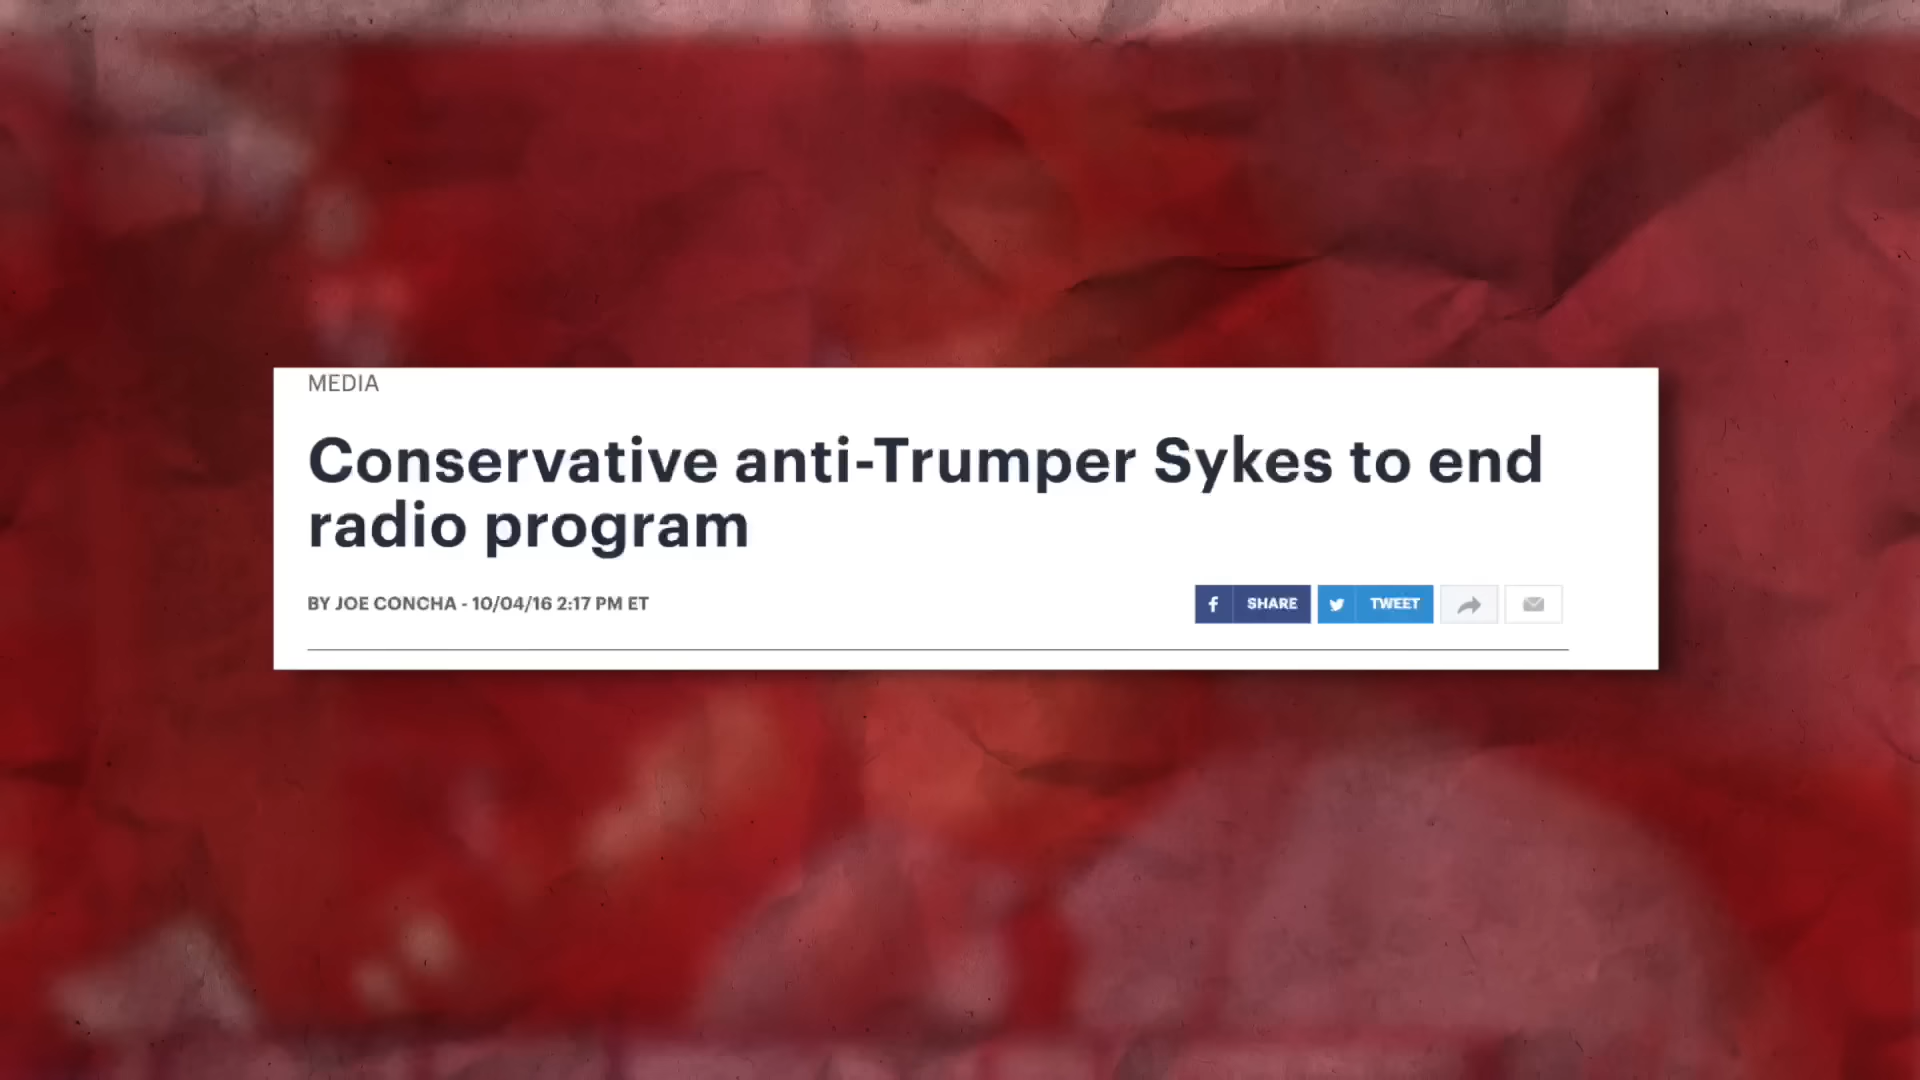 MEDIA
Conservative anti-Trumper Sykes to end
radio program
BY JOE CONCHA - 10/04/16 2:17 PM ET
SHARE
TWEET